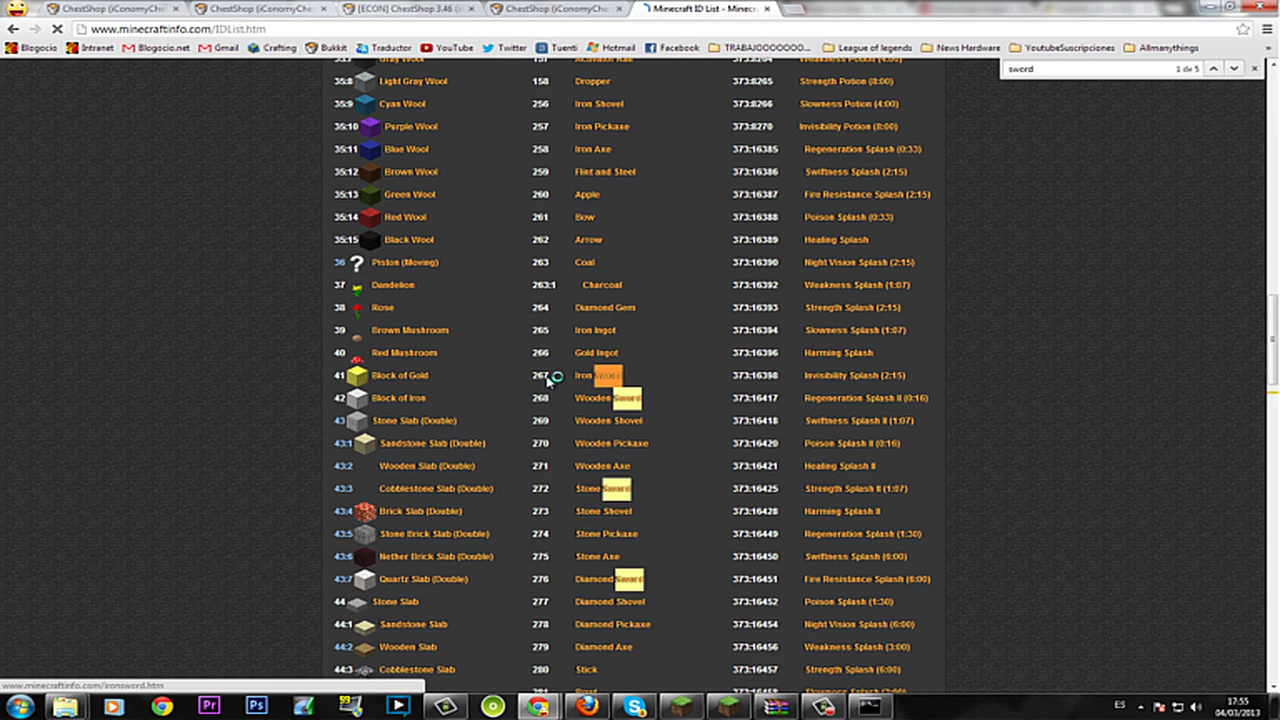 ChestShop (iConomyChe
ChestShop (iConomyChe
[ECON] ChestShop 3.46 (H
ChestShop (iConomyChe
Minecraft ID List - Minecr
www.minecraftinfo.com/IDList.htm
Blogocio
Intranet
Blogocio.net
Gmail
Crafting
Bukkit
Traductor
YouTube
Twitter
Tuenti
Hotmail
Facebook
TRABAJOOOOOOO...
League of legends
News Hardware
YoutubeSuscripciones
Allmanythings
sword 1 de 5
35:8 Light Gray Wool 158 Dropper 373:8265 Strength Potion (8:00)
35:9 Cyan Wool 256 Iron Shovel 373:8266 Slowness Potion (4:00)
35:10 Purple Wool 257 Iron Pickaxe 373:8270 Invisibility Potion (8:00)
35:11 Blue Wool 258 Iron Axe 373:16385 Regeneration Splash (0:33)
35:12 Brown Wool 259 Flint and Steel 373:16386 Swiftness Splash (2:15)
35:13 Green Wool 260 Apple 373:16387 Fire Resistance Splash (2:15)
35:14 Red Wool 261 Bow 373:16388 Poison Splash (0:33)
35:15 Black Wool 262 Arrow 373:16389 Healing Splash
36 Piston (Moving) 263 Coal 373:16390 Night Vision Splash (2:15)
37 Dandelion 263:1 Charcoal 373:16392 Weakness Splash (1:07)
38 Rose 264 Diamond Gem 373:16393 Strength Splash (2:15)
39 Brown Mushroom 265 Iron Ingot 373:16394 Slowness Splash (1:07)
40 Red Mushroom 266 Gold Ingot 373:16396 Harming Splash
41 Block of Gold 267 Iron Sword 373:16398 Invisibility Splash (2:15)
42 Block of Iron 268 Wooden Sword 373:16417 Regeneration Splash II (0:16)
43 Stone Slab (Double) 269 Wooden Shovel 373:16418 Swiftness Splash II (1:07)
43:1 Sandstone Slab (Double) 270 Wooden Pickaxe 373:16420 Poison Splash II (0:16)
43:2 Wooden Slab (Double) 271 Wooden Axe 373:16421 Healing Splash II
43:3 Cobblestone Slab (Double) 272 Stone Sword 373:16425 Strength Splash II (1:07)
43:4 Brick Slab (Double) 273 Stone Shovel 373:16428 Harming Splash II
43:5 Stone Brick Slab (Double) 274 Stone Pickaxe 373:16449 Regeneration Splash (1:30)
43:6 Nether Brick Slab (Double) 275 Stone Axe 373:16450 Swiftness Splash (6:00)
43:7 Quartz Slab (Double) 276 Diamond Sword 373:16451 Fire Resistance Splash (6:00)
44 Stone Slab 277 Diamond Shovel 373:16452 Poison Splash (1:30)
44:1 Sandstone Slab 278 Diamond Pickaxe 373:16454 Night Vision Splash (6:00)
44:2 Wooden Slab 279 Diamond Axe 373:16456 Weakness Splash (3:00)
44:3 Cobblestone Slab 280 Stick 373:16457 Strength Splash (6:00)
www.minecraftinfo.com/ironsword.htm
Pr
Ps
ES
17:55
04/03/2013